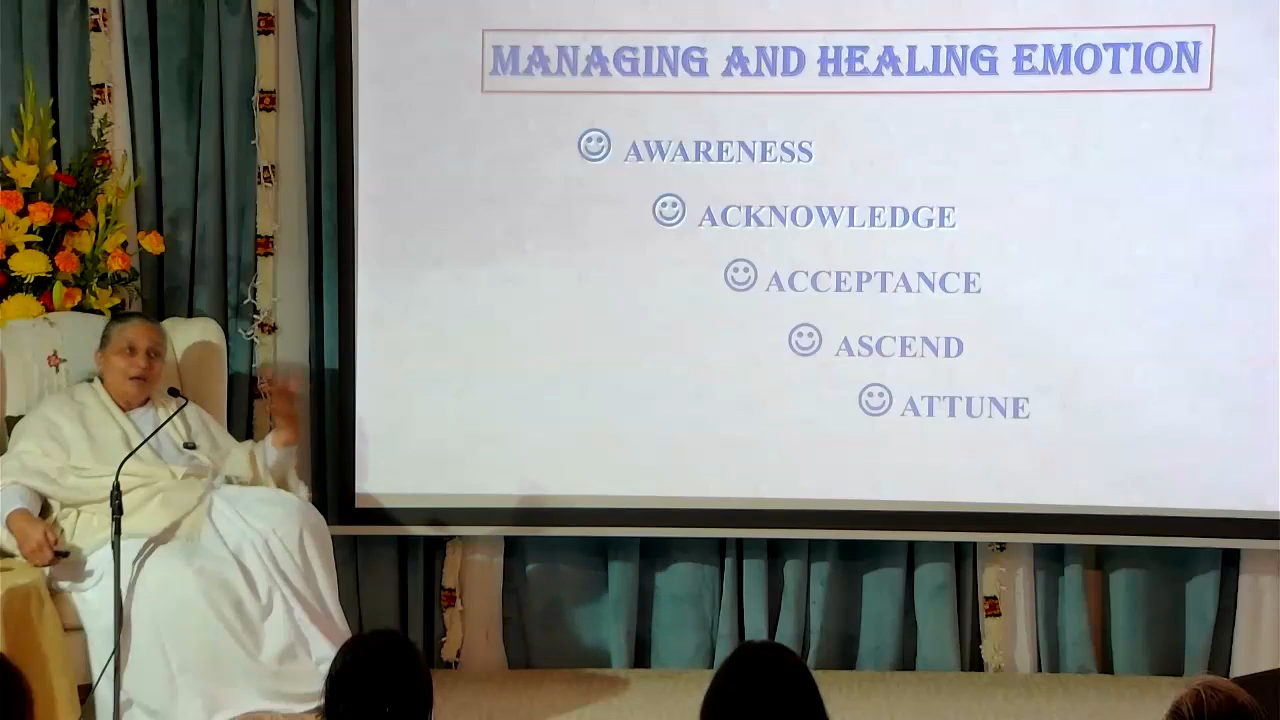 MANAGING AND HEALING EMOTION
AWARENESS
ACKNOWLEDGE
ACCEPTANCE
ASCEND
ATTUNE